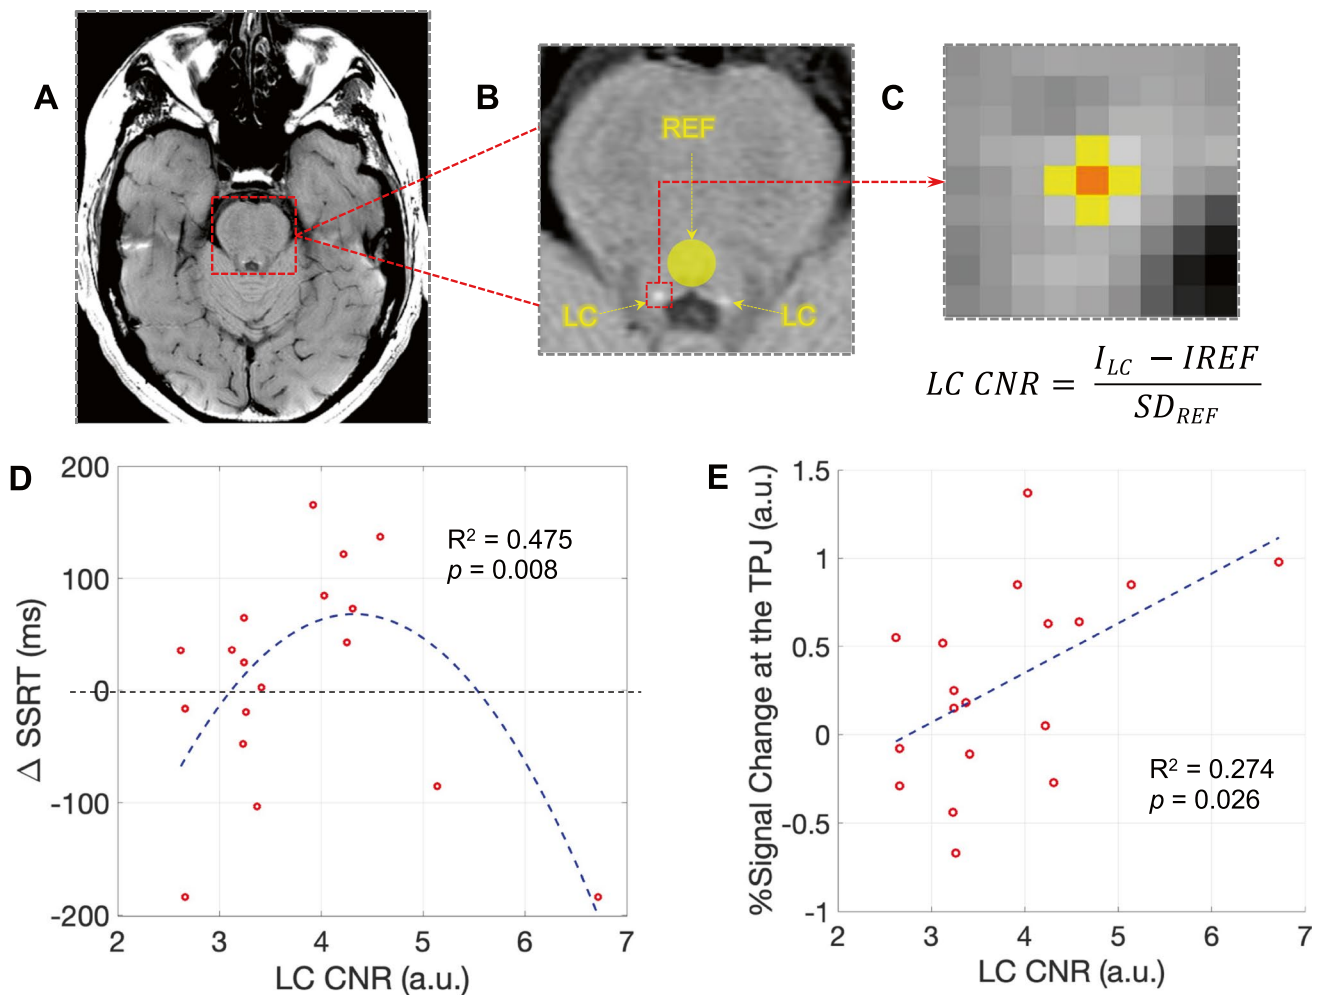 A
B
REF
LC
LC
C
LC CNR = I_LC − IREF / SD_REF
D
200
100
0
-100
-200
2
3
4
5
6
7
Δ SSRT (ms)
LC CNR (a.u.)
R² = 0.475
p = 0.008
E
1.5
1
0.5
0
-0.5
-1
2
3
4
5
6
7
%Signal Change at the TPJ (a.u.)
LC CNR (a.u.)
R² = 0.274
p = 0.026